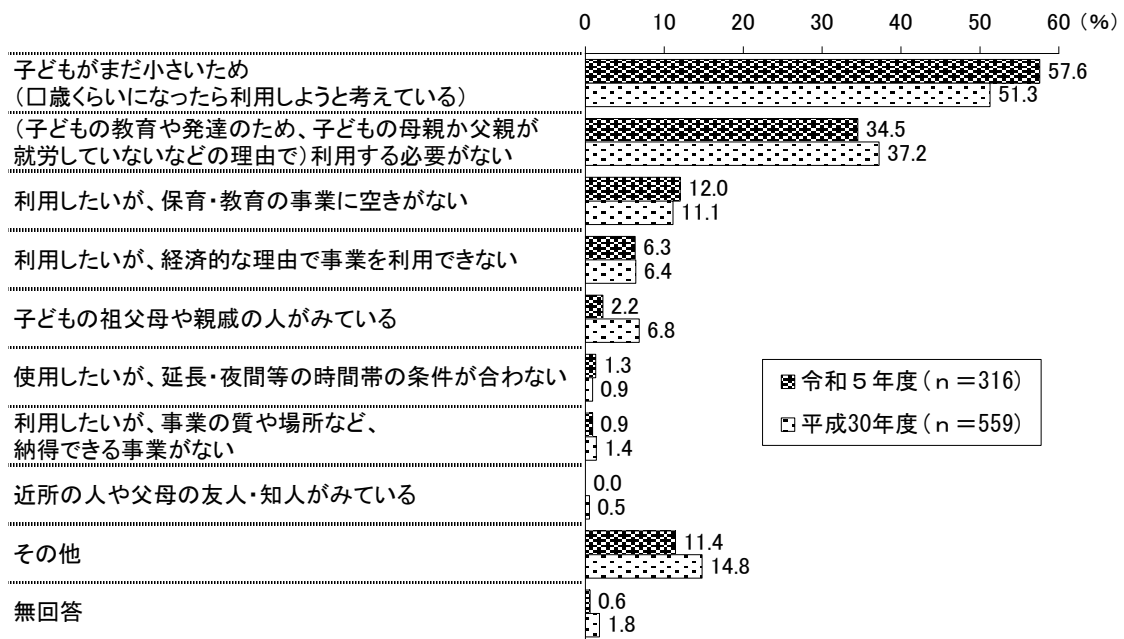 0 10 20 30 40 50 60 (%)
子どもがまだ小さいため
(□歳くらいになったら利用しようと考えている)
57.6
51.3
(子どもの教育や発達のため、子どもの母親か父親が
就労していないなどの理由で)利用する必要がない
34.5
37.2
利用したいが、保育・教育の事業に空きがない
12.0
11.1
利用したいが、経済的な理由で事業を利用できない
6.3
6.4
子どもの祖父母や親戚の人がみている
2.2
6.8
使用したいが、延長・夜間等の時間帯の条件が合わない
1.3
0.9
利用したいが、事業の質や場所など、
納得できる事業がない
0.9
1.4
近所の人や父母の友人・知人がみている
0.0
0.5
その他
11.4
14.8
無回答
0.6
1.8
令和5年度(n=316)
平成30年度(n=559)